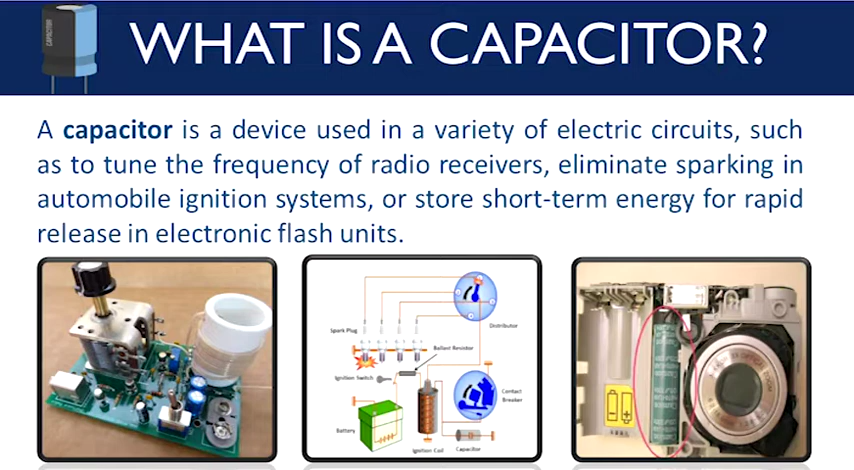 CAPACITOR
WHAT IS A CAPACITOR?
A capacitor is a device used in a variety of electric circuits, such
as to tune the frequency of radio receivers, eliminate sparking in
automobile ignition systems, or store short-term energy for rapid
release in electronic flash units.
Spark Plug
Distributor
Ballast Resistor
Ignition Switch
Contact
Breaker
Battery
Ignition Coil
Capacitor